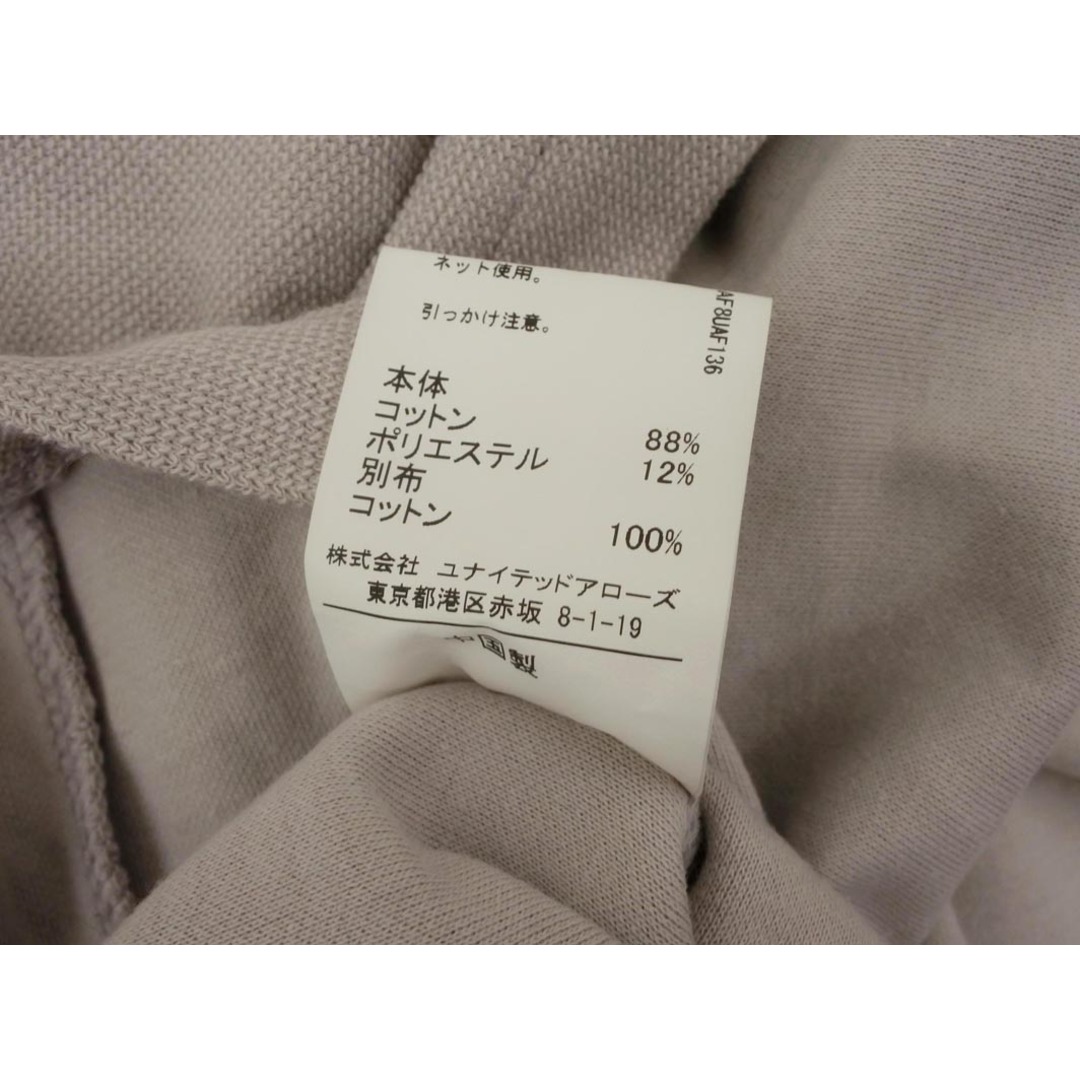 ネット使用。
引っかけ注意。
本体
コットン 88%
ポリエステル 12%
別布
コットン 100%
株式会社 ユナイテッドアローズ
東京都港区赤坂 8-1-19
中国製
AF8UAF136